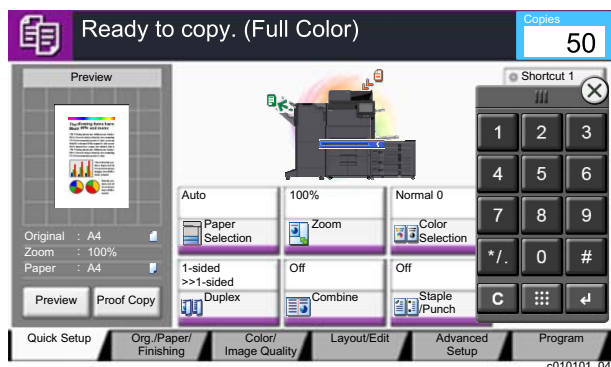 Ready to copy. (Full Color)
Copies
50
Preview
Original : A4
Zoom : 100%
Paper : A4
Preview
Proof Copy
Shortcut 1
Auto
Paper
Selection
100%
Zoom
Normal 0
Color
Selection
1-sided
>>1-sided
Duplex
Off
Combine
Off
Staple
/Punch
1 2 3
4 5 6
7 8 9
*/. 0 #
C
Quick Setup
Org./Paper/
Finishing
Color/
Image Quality
Layout/Edit
Advanced
Setup
Program